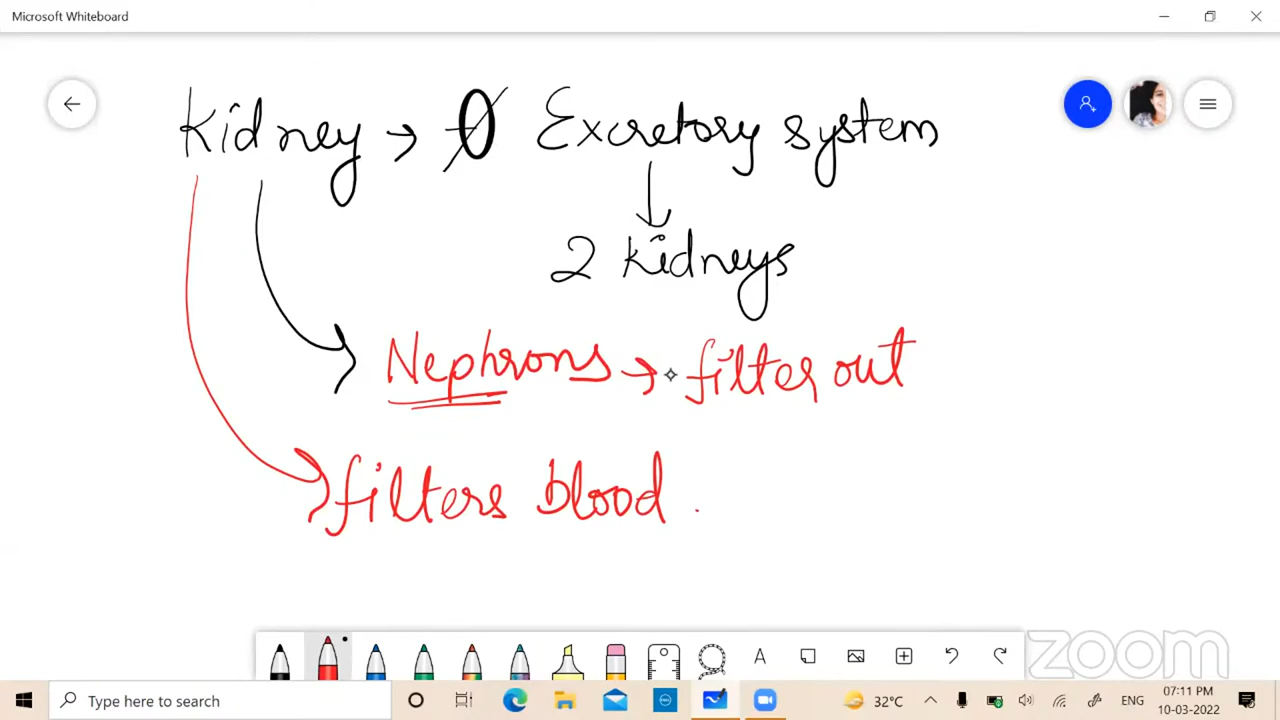 Microsoft Whiteboard
Kidney → Excretory system
2 kidneys
Nephrons → filter out
filters blood.
zoom
Type here to search
32°C
ENG
07:11 PM
10-03-2022